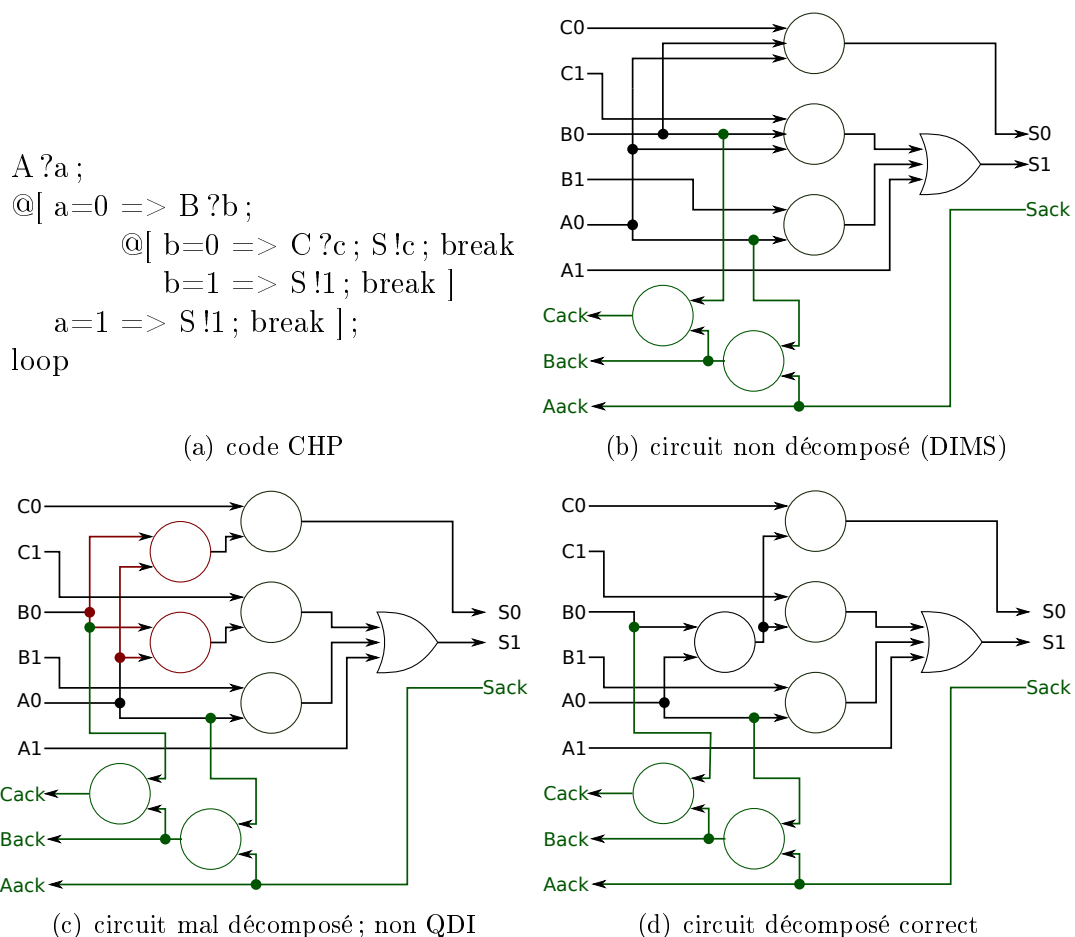 A ?a ;
@[ a=0 => B ?b ;
@[ b=0 => C ?c ; S !c ; break
b=1 => S !1 ; break ]
a=1 => S !1 ; break ] ;
loop
(a) code CHP
C0
C1
B0
B1
A0
A1
S0
S1
Sack
Cack
Back
Aack
(b) circuit non décomposé (DIMS)
C0
C1
B0
B1
A0
A1
S0
S1
Sack
Cack
Back
Aack
(c) circuit mal décomposé ; non QDI
C0
C1
B0
B1
A0
A1
S0
S1
Sack
Cack
Back
Aack
(d) circuit décomposé correct